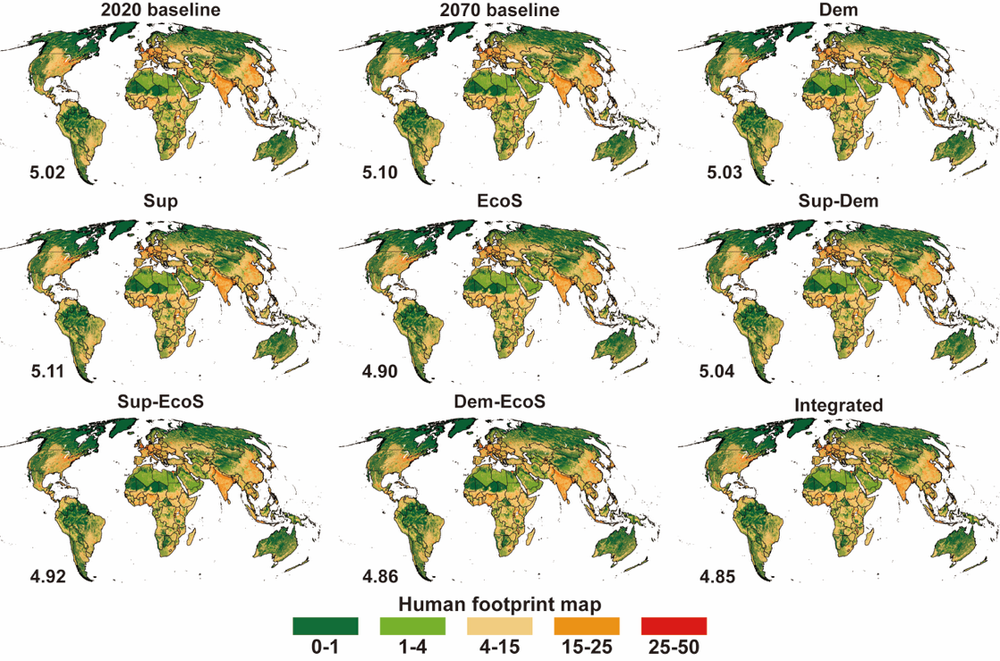 2020 baseline
2070 baseline
Dem
5.02
5.10
5.03
Sup
EcoS
Sup-Dem
5.11
4.90
5.04
Sup-EcoS
Dem-EcoS
Integrated
4.92
4.86
4.85
Human footprint map
0-1
1-4
4-15
15-25
25-50